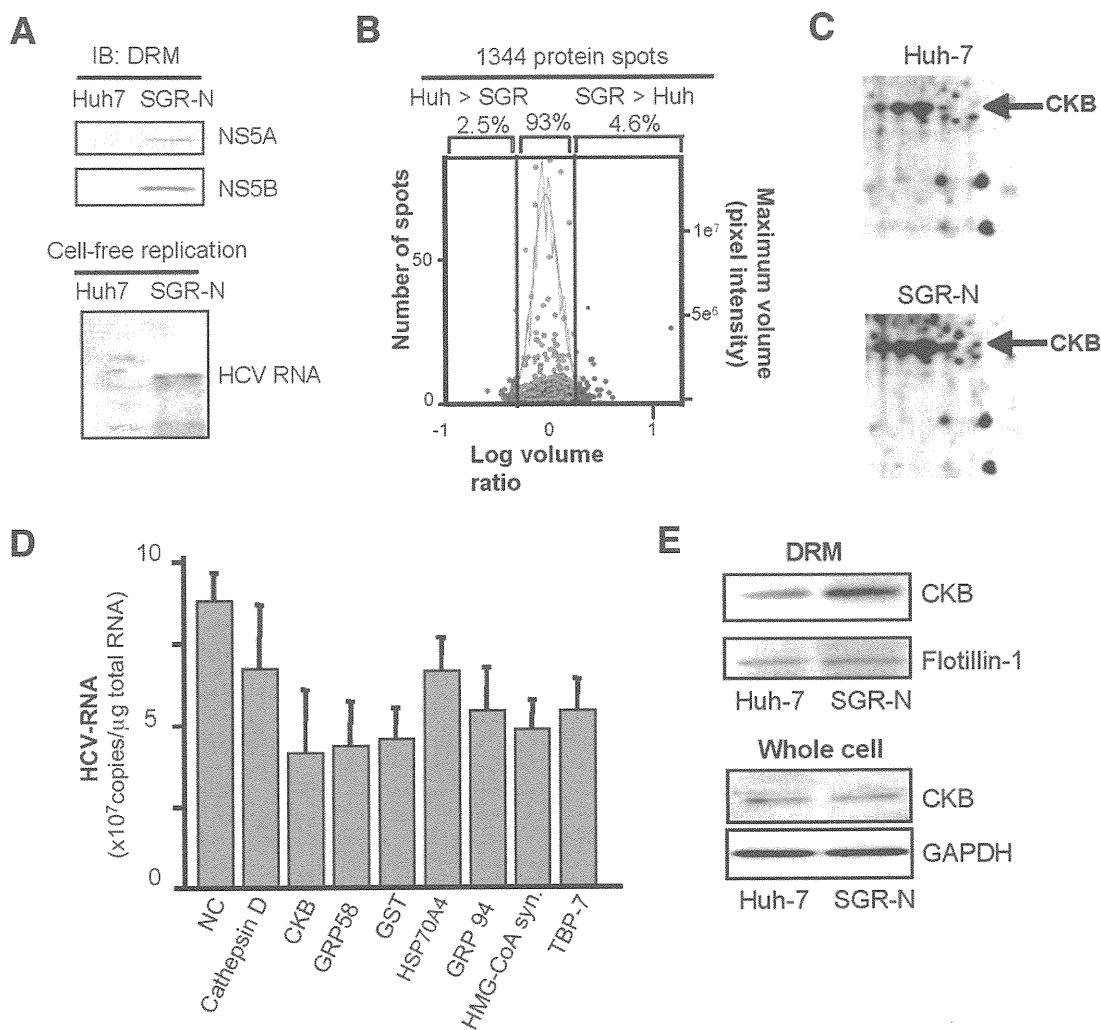 A
IB: DRM
Huh7 SGR-N
NS5A
NS5B
Cell-free replication
Huh7 SGR-N
HCV RNA
B
1344 protein spots
Huh > SGR SGR > Huh
2.5% 93% 4.6%
Number of spots
50
0
Maximum volume
(pixel intensity)
1e⁷
5e⁶
-1 0 1
Log volume
ratio
C
Huh-7
CKB
SGR-N
CKB
D
HCV-RNA
(x10⁷copies/µg total RNA)
10
5
0
NC
Cathepsin D
CKB
GRP58
GST
HSP70A4
GRP 94
HMG-CoA syn.
TBP-7
E
DRM
CKB
Flotillin-1
Huh-7 SGR-N
Whole cell
CKB
GAPDH
Huh-7 SGR-N